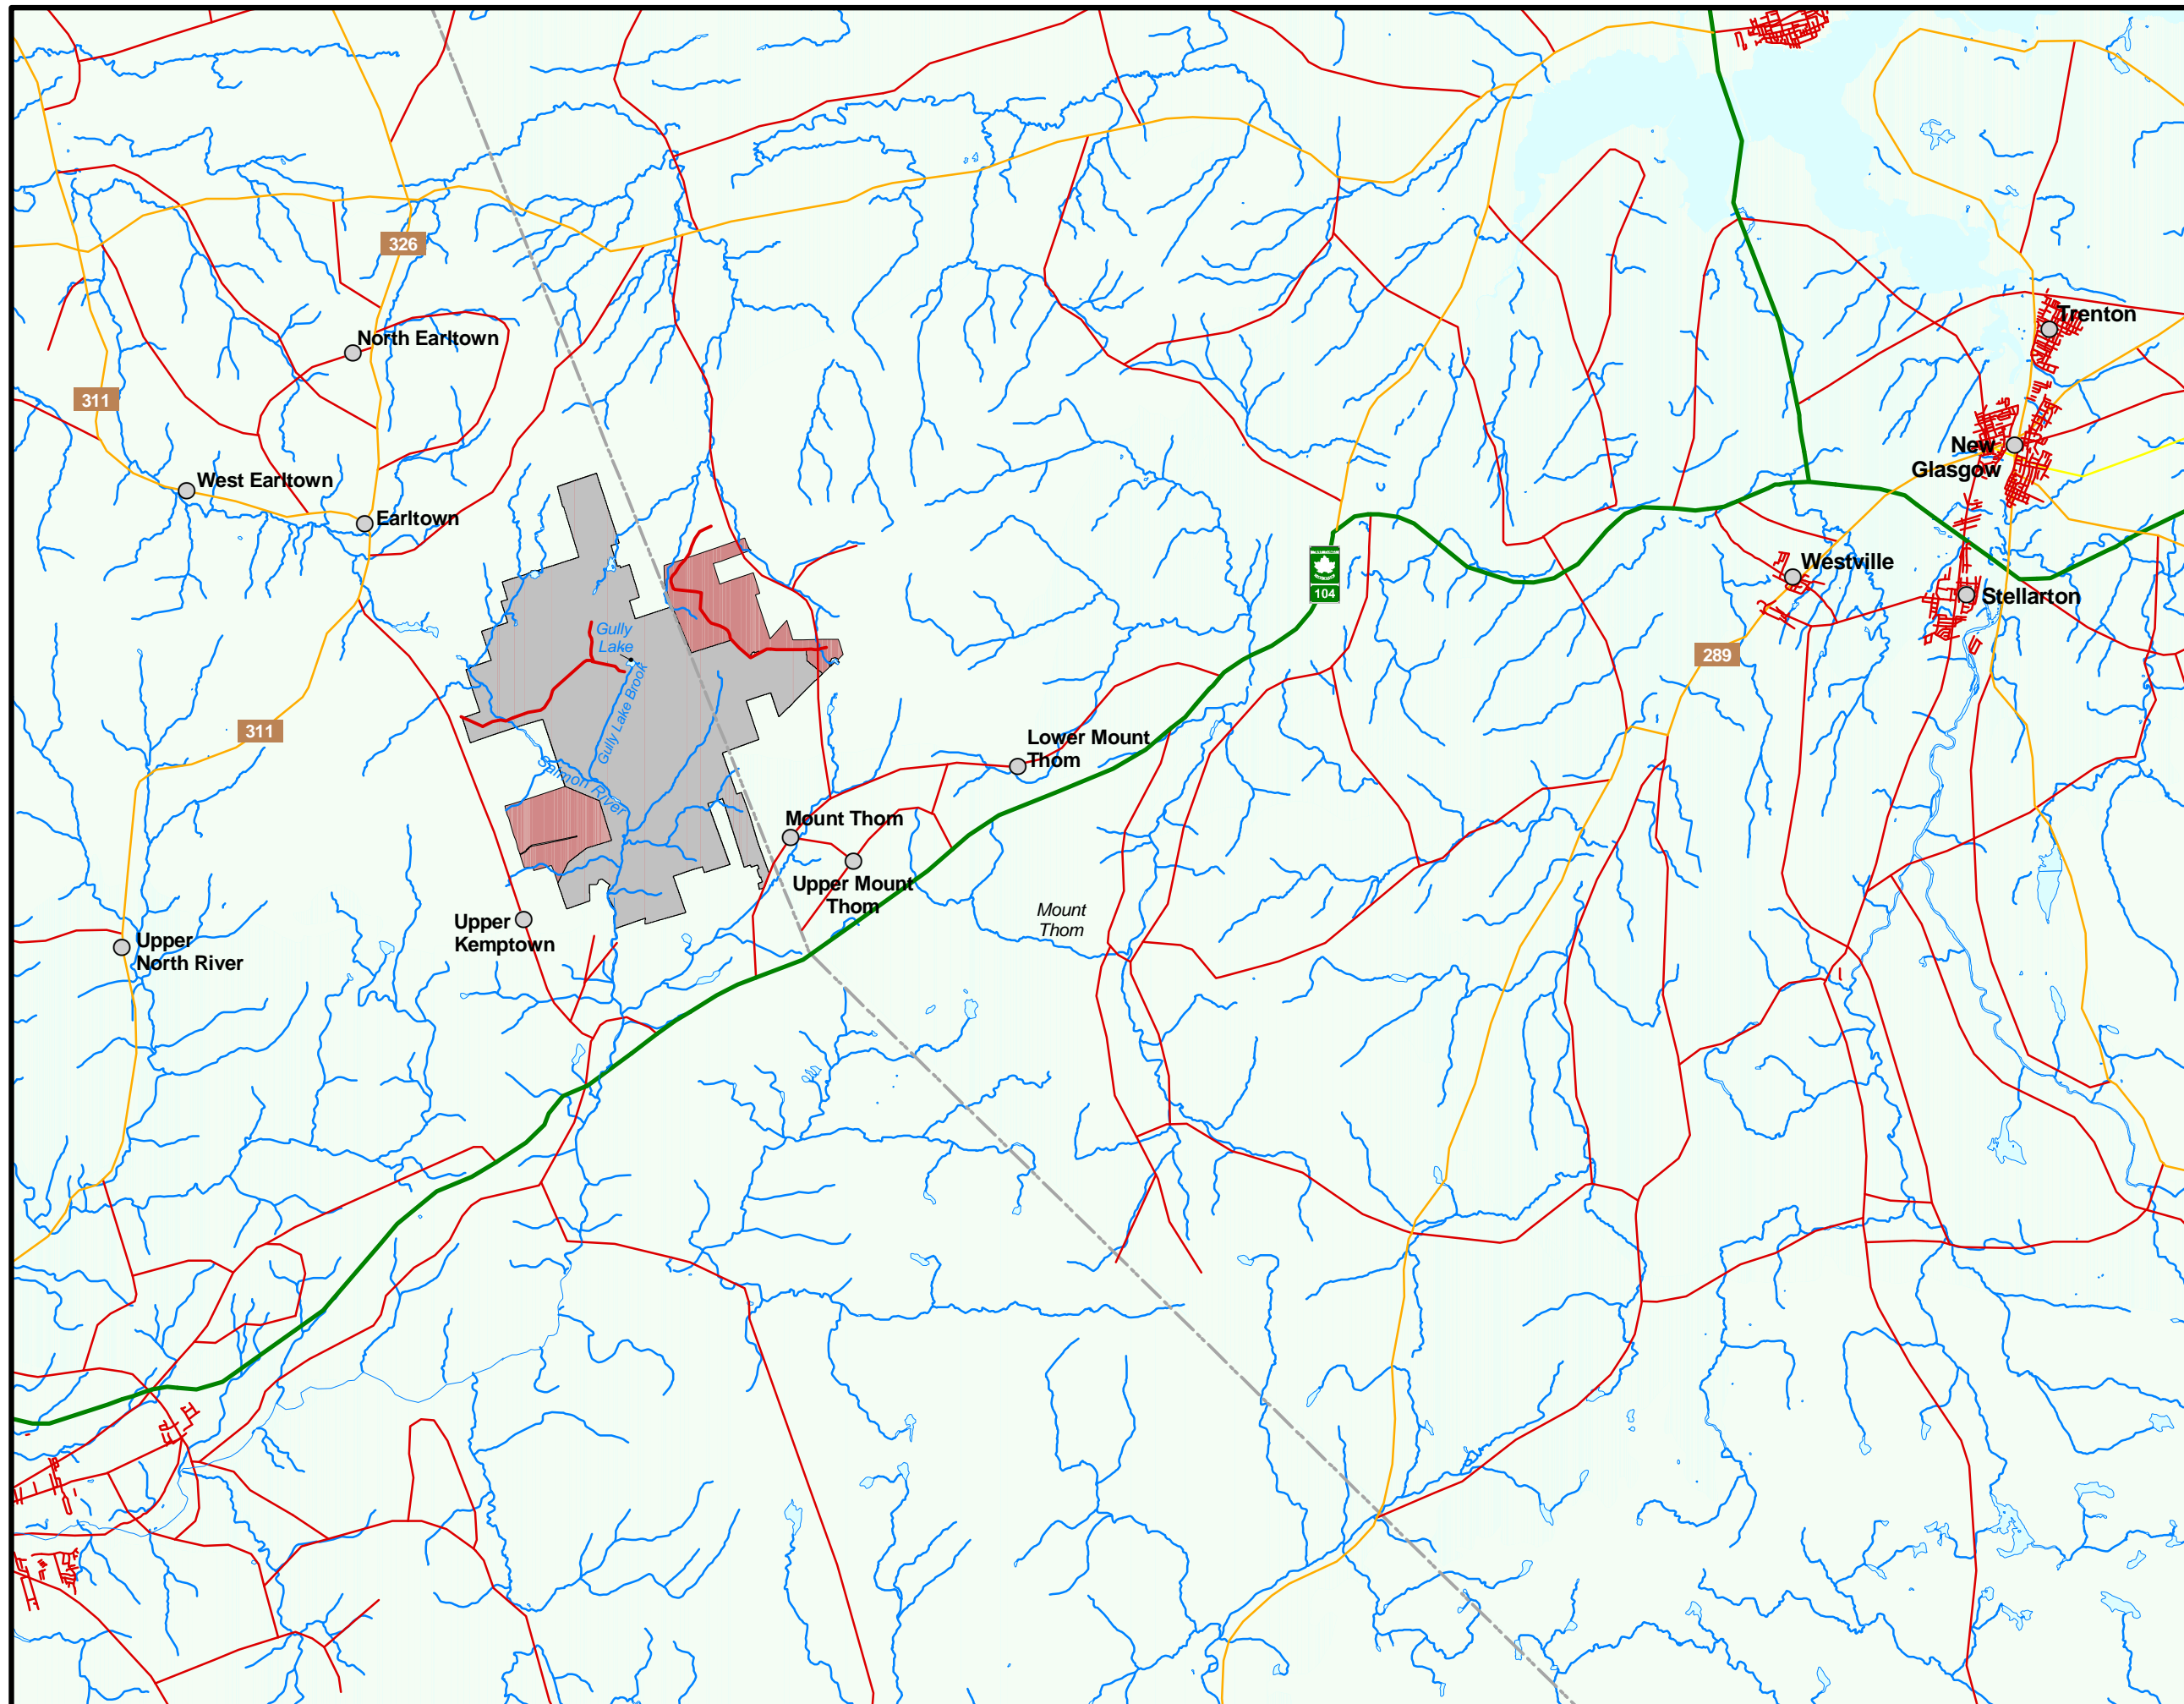 326
North Earltown
Trenton
311
New
Glasgow
West Earltown
Earltown
Westville
104
Stellarton
Gully
Lake
289
Gully Lake Brook
311
Lower Mount
Thom
Salmon River
Mount Thom
Upper Mount
Thom
Mount
Thom
Upper
Kemptown
Upper
North River